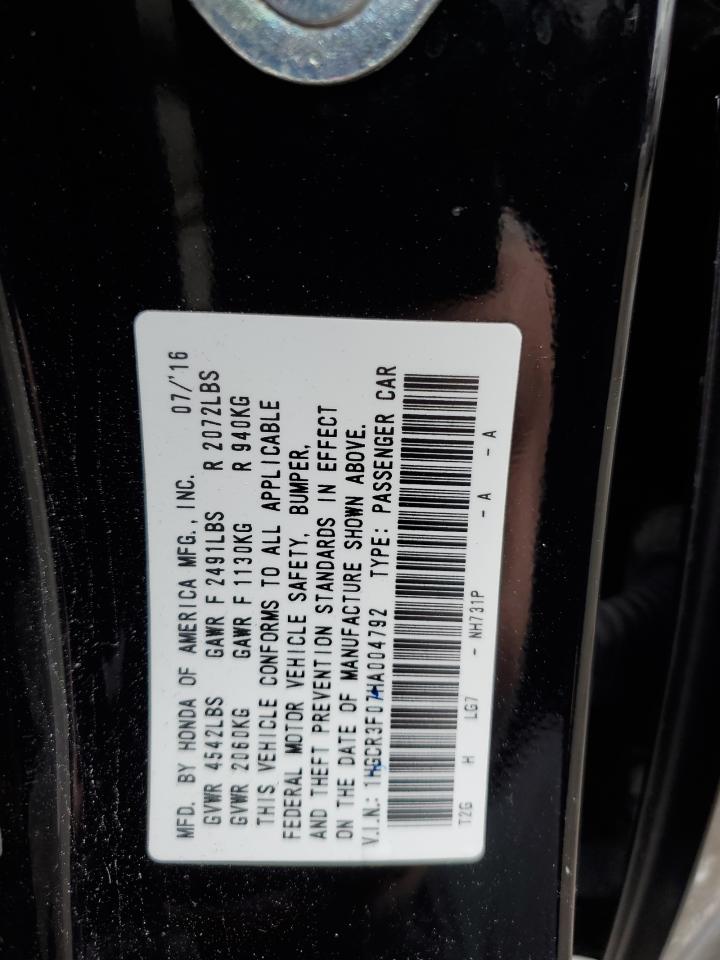 MFD. BY HONDA OF AMERICA MFG., INC. 07/'16
GVWR 4542LBS GAWR F 2491LBS R 2072LBS
GVWR 2060KG GAWR F 1130KG R 940KG
THIS VEHICLE CONFORMS TO ALL APPLICABLE
FEDERAL MOTOR VEHICLE SAFETY, BUMPER,
AND THEFT PREVENTION STANDARDS IN EFFECT
ON THE DATE OF MANUFACTURE SHOWN ABOVE.
V.I.N.: 1HGCR3F07HA004792 TYPE: PASSENGER CAR
T2G H LG7 - NH731P - A - A